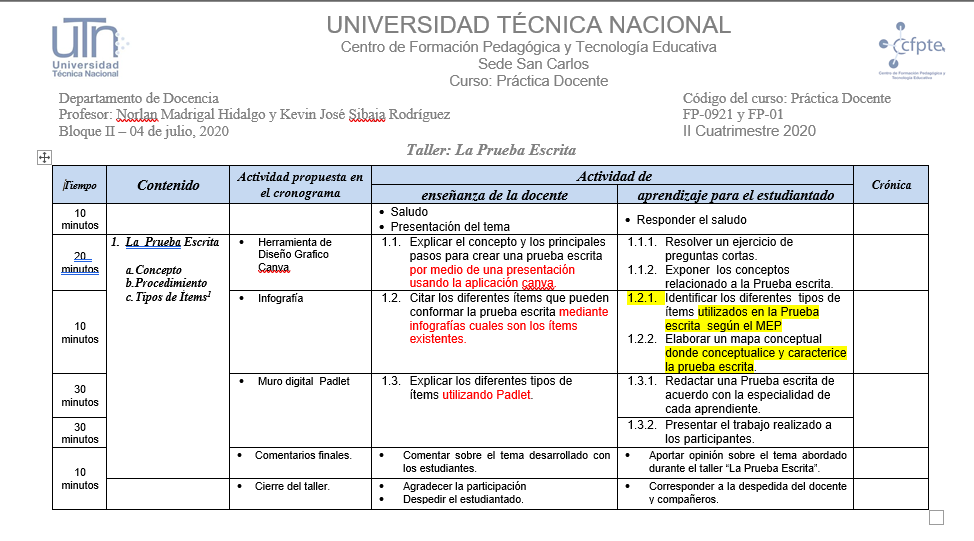 UNIVERSIDAD TÉCNICA NACIONAL
Centro de Formación Pedagógica y Tecnología Educativa
Sede San Carlos
Curso: Práctica Docente
utn
Universidad
Técnica Nacional
cfpte
Centro de Formación Pedagógica y
Tecnología Educativa
Departamento de Docencia
Profesor: Norlan Madrigal Hidalgo y Kevin José Sibaja Rodríguez
Bloque II – 04 de julio, 2020
Código del curso: Práctica Docente
FP-0921 y FP-01
II Cuatrimestre 2020
Taller: La Prueba Escrita
Tiempo
Contenido
Actividad propuesta en
el cronograma
Actividad de
enseñanza de la docente
aprendizaje para el estudiantado
Crónica
10
minutos
• Saludo
• Presentación del tema
• Responder el saludo
20
minutos
1. La Prueba Escrita
a. Concepto
b. Procedimiento
c. Tipos de Ítems1
• Herramienta de
Diseño Grafico
Canva
1.1. Explicar el concepto y los principales
pasos para crear una prueba escrita
por medio de una presentación
usando la aplicación canva.
1.1.1. Resolver un ejercicio de
preguntas cortas.
1.1.2. Exponer los conceptos
relacionado a la Prueba escrita.
10
minutos
• Infografía
1.2. Citar los diferentes ítems que pueden
conformar la prueba escrita mediante
infografías cuales son los ítems
existentes.
1.2.1. Identificar los diferentes tipos de
ítems utilizados en la Prueba
escrita según el MEP
1.2.2. Elaborar un mapa conceptual
donde conceptualice y caracterice
la prueba escrita.
30
minutos
• Muro digital Padlet
1.3. Explicar los diferentes tipos de
ítems utilizando Padlet.
1.3.1. Redactar una Prueba escrita de
acuerdo con la especialidad de
cada aprendiente.
30
minutos
1.3.2. Presentar el trabajo realizado a
los participantes.
10
minutos
• Comentarios finales.
• Comentar sobre el tema desarrollado con
los estudiantes.
• Aportar opinión sobre el tema abordado
durante el taller “La Prueba Escrita”.
• Cierre del taller.
• Agradecer la participación
• Despedir el estudiantado.
• Corresponder a la despedida del docente
y compañeros.